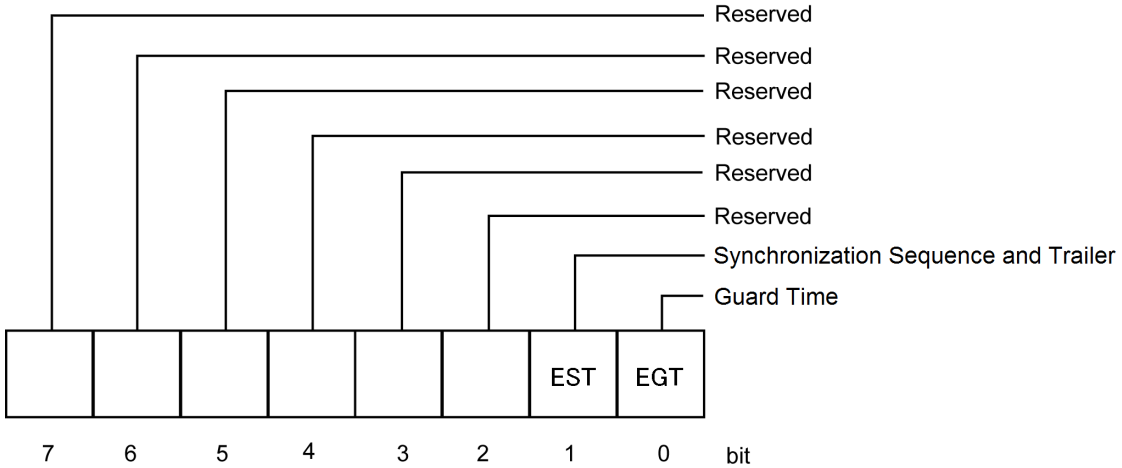 Reserved
Reserved
Reserved
Reserved
Reserved
Reserved
Synchronization Sequence and Trailer
Guard Time
EST EGT
7 6 5 4 3 2 1 0 bit